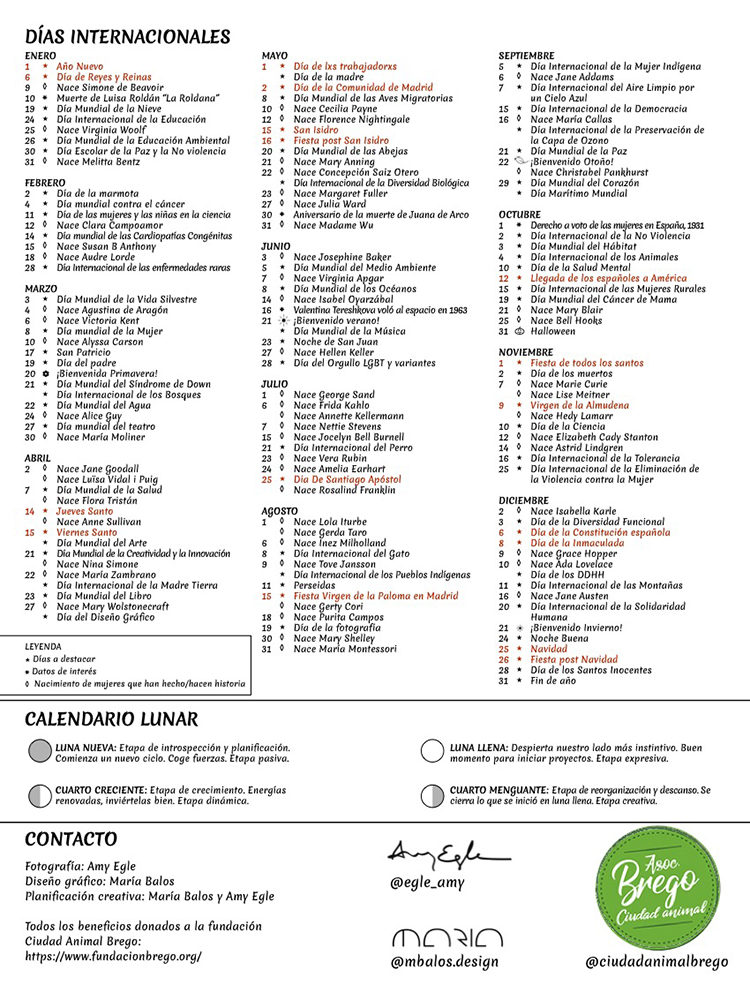 DÍAS INTERNACIONALES
ENERO
1 ★ Año Nuevo
6 ★ Día de Reyes y Reinas
9 ◊ Nace Simone de Beavoir
10 ● Muerte de Luisa Roldán “La Roldana”
19 ★ Día Mundial de la Nieve
24 ★ Día Internacional de la Educación
25 ◊ Nace Virginia Woolf
26 ★ Día Mundial de la Educación Ambiental
30 ★ Día Escolar de la Paz y la No violencia
31 ◊ Nace Melitta Bentz
FEBRERO
2 ★ Día de la marmota
4 ★ Día mundial contra el cáncer
11 ★ Día de las mujeres y las niñas en la ciencia
12 ◊ Nace Clara Campoamor
14 ★ Día mundial de las Cardiopatías Congénitas
15 ◊ Nace Susan B Anthony
18 ◊ Nace Audre Lorde
28 ★ Día Internacional de las enfermedades raras
MARZO
3 ★ Día Mundial de la Vida Silvestre
4 ◊ Nace Agustina de Aragón
6 ◊ Nace Victoria Kent
8 ★ Día mundial de la Mujer
10 ◊ Nace Alyssa Carson
17 ★ San Patricio
19 ★ Día del padre
20 ¡Bienvenida Primavera!
21 ★ Día Mundial del Síndrome de Down
★ Día Internacional de los Bosques
22 ★ Día Mundial del Agua
24 ◊ Nace Alice Guy
27 ★ Día mundial del teatro
30 ◊ Nace María Moliner
ABRIL
2 ◊ Nace Jane Goodall
◊ Nace Luïsa Vidal i Puig
7 ★ Día Mundial de la Salud
◊ Nace Flora Tristán
14 ★ Jueves Santo
◊ Nace Anne Sullivan
15 ★ Viernes Santo
★ Día Mundial del Arte
21 ★ Día Mundial de la Creatividad y la Innovación
◊ Nace Nina Simone
22 ◊ Nace María Zambrano
★ Día Internacional de la Madre Tierra
23 ★ Día Mundial del Libro
27 ◊ Nace Mary Wolstonecraft
★ Día del Diseño Gráfico
LEYENDA
★ Días a destacar
● Datos de interés
◊ Nacimiento de mujeres que han hecho/hacen historia
MAYO
1 ★ Día de lxs trabajadorxs
★ Día de la madre
2 ★ Día de la Comunidad de Madrid
8 ★ Día Mundial de las Aves Migratorias
10 ◊ Nace Cecilia Payne
12 ◊ Nace Florence Nightingale
15 ★ San Isidro
16 ★ Fiesta post San Isidro
20 ★ Día Mundial de las Abejas
21 ◊ Nace Mary Anning
22 ◊ Nace Concepción Saiz Otero
★ Día Internacional de la Diversidad Biológica
23 ◊ Nace Margaret Fuller
27 ◊ Nace Julia Ward
30 ● Aniversario de la muerte de Juana de Arco
31 ◊ Nace Madame Wu
JUNIO
3 ◊ Nace Josephine Baker
5 ★ Día Mundial del Medio Ambiente
7 ◊ Nace Virginia Apgar
8 ★ Día Mundial de los Océanos
14 ◊ Nace Isabel Oyarzábal
16 ● Valentina Tereshkova voló al espacio en 1963
21 ¡Bienvenido verano!
★ Día Mundial de la Música
23 ★ Noche de San Juan
27 ◊ Nace Hellen Keller
28 ★ Día del Orgullo LGBT y variantes
JULIO
1 ◊ Nace George Sand
6 ◊ Nace Frida Kahlo
◊ Nace Annette Kellermann
7 ◊ Nace Nettie Stevens
15 ◊ Nace Jocelyn Bell Burnell
21 ★ Día Internacional del Perro
23 ◊ Nace Vera Rubin
24 ◊ Nace Amelia Earhart
25 ★ Dia De Santiago Apóstol
◊ Nace Rosalind Franklin
AGOSTO
1 ◊ Nace Lola Iturbe
◊ Nace Gerda Taro
6 ◊ Nace Inez Milholland
8 ★ Día Internacional del Gato
9 ◊ Nace Tove Jansson
★ Día Internacional de los Pueblos Indígenas
11 ★ Perseidas
15 ★ Fiesta Virgen de la Paloma en Madrid
◊ Nace Gerty Cori
18 ◊ Nace Purita Campos
19 ★ Día de la fotografía
30 ◊ Nace Mary Shelley
31 ◊ Nace Maria Montessori
SEPTIEMBRE
5 ★ Día Internacional de la Mujer Indígena
6 ◊ Nace Jane Addams
7 ★ Día Internacional del Aire Limpio por
un Cielo Azul
15 ★ Día Internacional de la Democracia
16 ◊ Nace María Callas
★ Día Internacional de la Preservación de
la Capa de Ozono
21 ★ Día Mundial de la Paz
22 ¡Bienvenido Otoño!
◊ Nace Christabel Pankhurst
29 ★ Día Mundial del Corazón
★ Día Marítimo Mundial
OCTUBRE
1 ★ Derecho a voto de las mujeres en España, 1931
2 ★ Día Internacional de la No Violencia
3 ★ Día Mundial del Hábitat
4 ★ Día Internacional de los Animales
10 ★ Día de la Salud Mental
12 ★ Llegada de los españoles a América
15 ★ Día Internacional de las Mujeres Rurales
19 ★ Día Mundial del Cáncer de Mama
21 ◊ Nace Mary Blair
25 ◊ Nace Bell Hooks
31 Halloween
NOVIEMBRE
1 ★ Fiesta de todos los santos
2 ★ Día de los muertos
7 ◊ Nace Marie Curie
◊ Nace Lise Meitner
9 ★ Virgen de la Almudena
◊ Nace Hedy Lamarr
10 ★ Día de la Ciencia
12 ◊ Nace Elizabeth Cady Stanton
14 ◊ Nace Astrid Lindgren
16 ★ Día Internacional de la Tolerancia
25 ★ Día Internacional de la Eliminación de
la Violencia contra la Mujer
DICIEMBRE
2 ◊ Nace Isabella Karle
3 ★ Día de la Diversidad Funcional
6 ★ Día de la Constitución española
8 ★ Día de la Inmaculada
9 ◊ Nace Grace Hopper
10 ◊ Nace Ada Lovelace
★ Día de los DDHH
11 ★ Día Internacional de las Montañas
16 ◊ Nace Jane Austen
20 ★ Día Internacional de la Solidaridad
Humana
21 ¡Bienvenido Invierno!
24 ★ Noche Buena
25 ★ Navidad
26 ★ Fiesta post Navidad
28 ★ Día de los Santos Inocentes
31 ★ Fin de año
CALENDARIO LUNAR
LUNA NUEVA: Etapa de introspección y planificación.
Comienza un nuevo ciclo. Coge fuerzas. Etapa pasiva.
LUNA LLENA: Despierta nuestro lado más instintivo. Buen
momento para iniciar proyectos. Etapa expresiva.
CUARTO CRECIENTE: Etapa de crecimiento. Energías
renovadas, inviértelas bien. Etapa dinámica.
CUARTO MENGUANTE: Etapa de reorganización y descanso. Se
cierra lo que se inició en luna llena. Etapa creativa.
CONTACTO
Fotografía: Amy Egle
Diseño gráfico: María Balos
Planificación creativa: María Balos y Amy Egle
Todos los beneficios donados a la fundación
Ciudad Animal Brego:
https://www.fundacionbrego.org/
Amy Egle
@egle_amy
MARIA
@mbalos.design
Asoc.
Brego
Ciudad animal
@ciudadanimalbrego